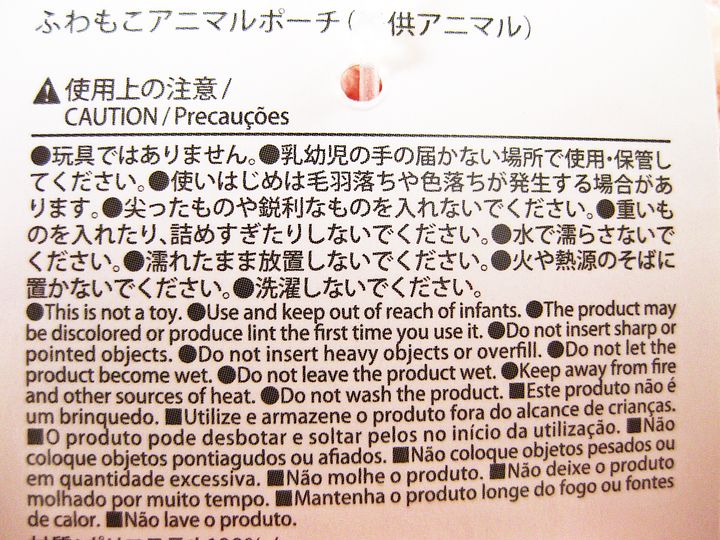 ふわもこアニマルポーチ( 供アニマル)
使用上の注意/
CAUTION/Precauções
●玩具ではありません。●乳幼児の手の届かない場所で使用・保管し
てください。●使いはじめは毛羽落ちや色落ちが発生する場合があ
ります。●尖ったものや鋭利なものを入れないでください。●重いも
のを入れたり、詰めすぎたりしないでください。●水で濡らさないで
ください。●濡れたまま放置しないでください。●火や熱源のそばに
置かないでください。●洗濯しないでください。
●This is not a toy. ●Use and keep out of reach of infants. ●The product may
be discolored or produce lint the first time you use it. ●Do not insert sharp or
pointed objects. ●Do not insert heavy objects or overfill. ●Do not let the
product become wet. ●Do not leave the product wet. ●Keep away from fire
and other sources of heat. ●Do not wash the product. ■Este produto não é
um brinquedo. ■Utilize e armazene o produto fora do alcance de crianças.
■O produto pode desbotar e soltar pelos no início da utilização. ■Não
coloque objetos pontiagudos ou afiados. ■Não coloque objetos pesados ou
em quantidade excessiva. ■Não molhe o produto. ■Não deixe o produto
molhado por muito tempo. ■Mantenha o produto longe do fogo ou fontes
de calor. ■Não lave o produto.